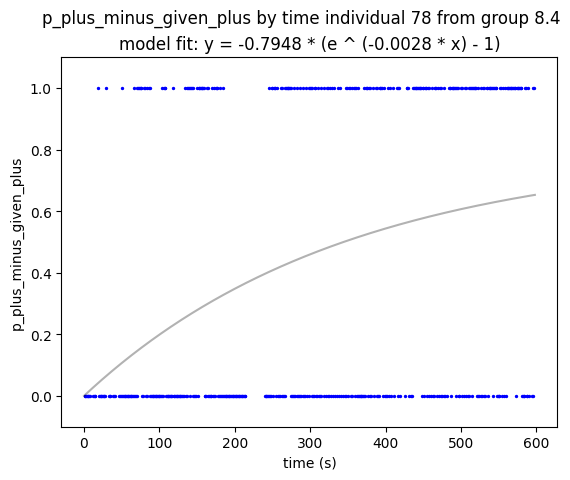 p_plus_minus_given_plus by time individual 78 from group 8.4
model fit: y = -0.7948 * (e ^ (-0.0028 * x) - 1)
p_plus_minus_given_plus
1.0
0.8
0.6
0.4
0.2
0.0
0 100 200 300 400 500 600
time (s)